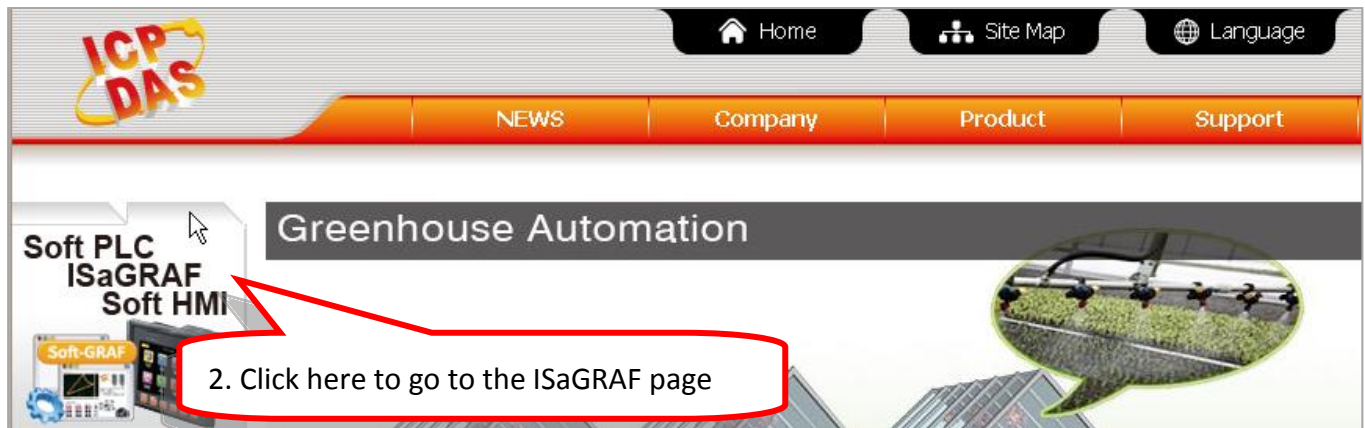 ICP
DAS
Home
Site Map
Language
NEWS
Company
Product
Support
Greenhouse Automation
Soft PLC
ISaGRAF
Soft HMI
Soft-GRAF
2. Click here to go to the ISaGRAF page